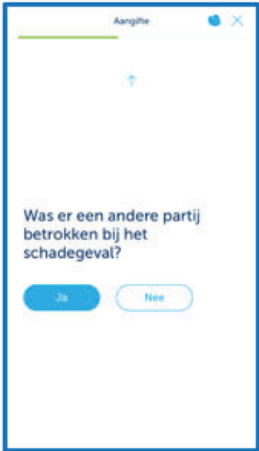 Aangifte
Was er een andere partij
betrokken bij het
schadegeval?
Ja
Nee